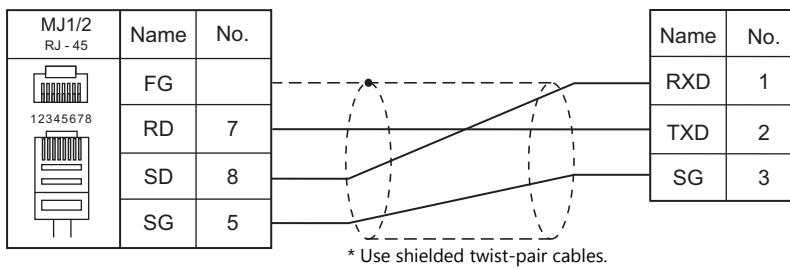 MJ1/2 Name No.
RJ - 45
FG
12345678
RD 7
SD 8
SG 5
Name No.
RXD 1
TXD 2
SG 3
* Use shielded twist-pair cables.